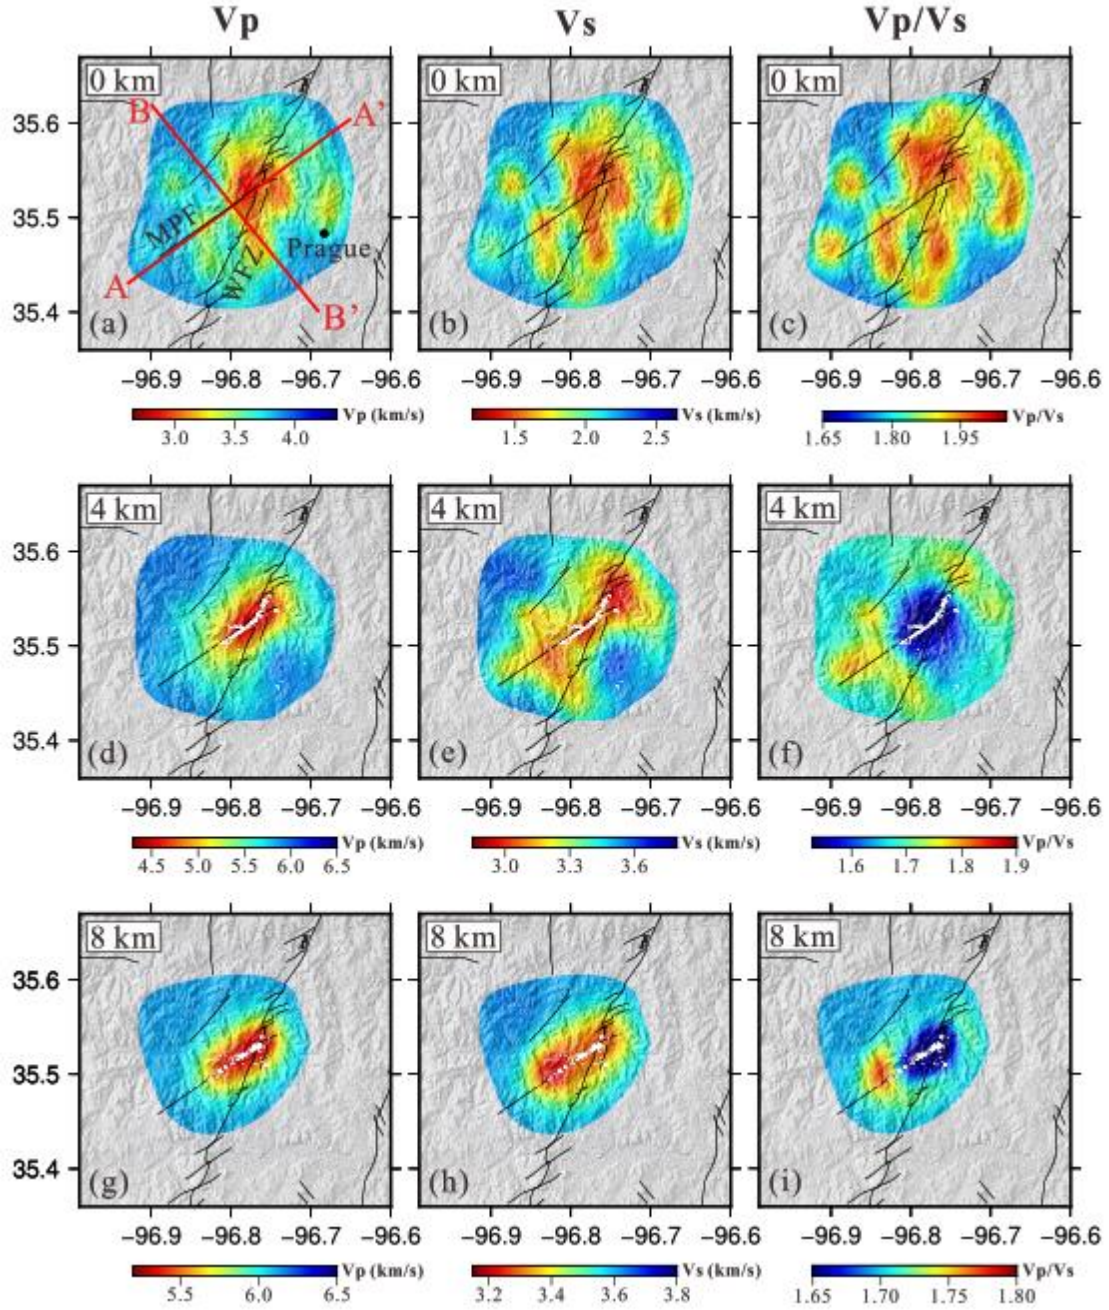 Vp Vs Vp/Vs
0 km 0 km 0 km
35.6
35.5
35.4
B A'
MPF
Prague
A WFZ B'
(a) (b) (c)
−96.9 −96.8 −96.7 −96.6 −96.9 −96.8 −96.7 −96.6 −96.9 −96.8 −96.7 −96.6
Vp (km/s) Vs (km/s) Vp/Vs
3.0 3.5 4.0 1.5 2.0 2.5 1.65 1.80 1.95
4 km 4 km 4 km
35.6
35.5
35.4
(d) (e) (f)
−96.9 −96.8 −96.7 −96.6 −96.9 −96.8 −96.7 −96.6 −96.9 −96.8 −96.7 −96.6
Vp (km/s) Vs (km/s) Vp/Vs
4.5 5.0 5.5 6.0 6.5 3.0 3.3 3.6 1.6 1.7 1.8 1.9
8 km 8 km 8 km
35.6
35.5
35.4
(g) (h) (i)
−96.9 −96.8 −96.7 −96.6 −96.9 −96.8 −96.7 −96.6 −96.9 −96.8 −96.7 −96.6
Vp (km/s) Vs (km/s) Vp/Vs
5.5 6.0 6.5 3.2 3.4 3.6 3.8 1.65 1.70 1.75 1.80